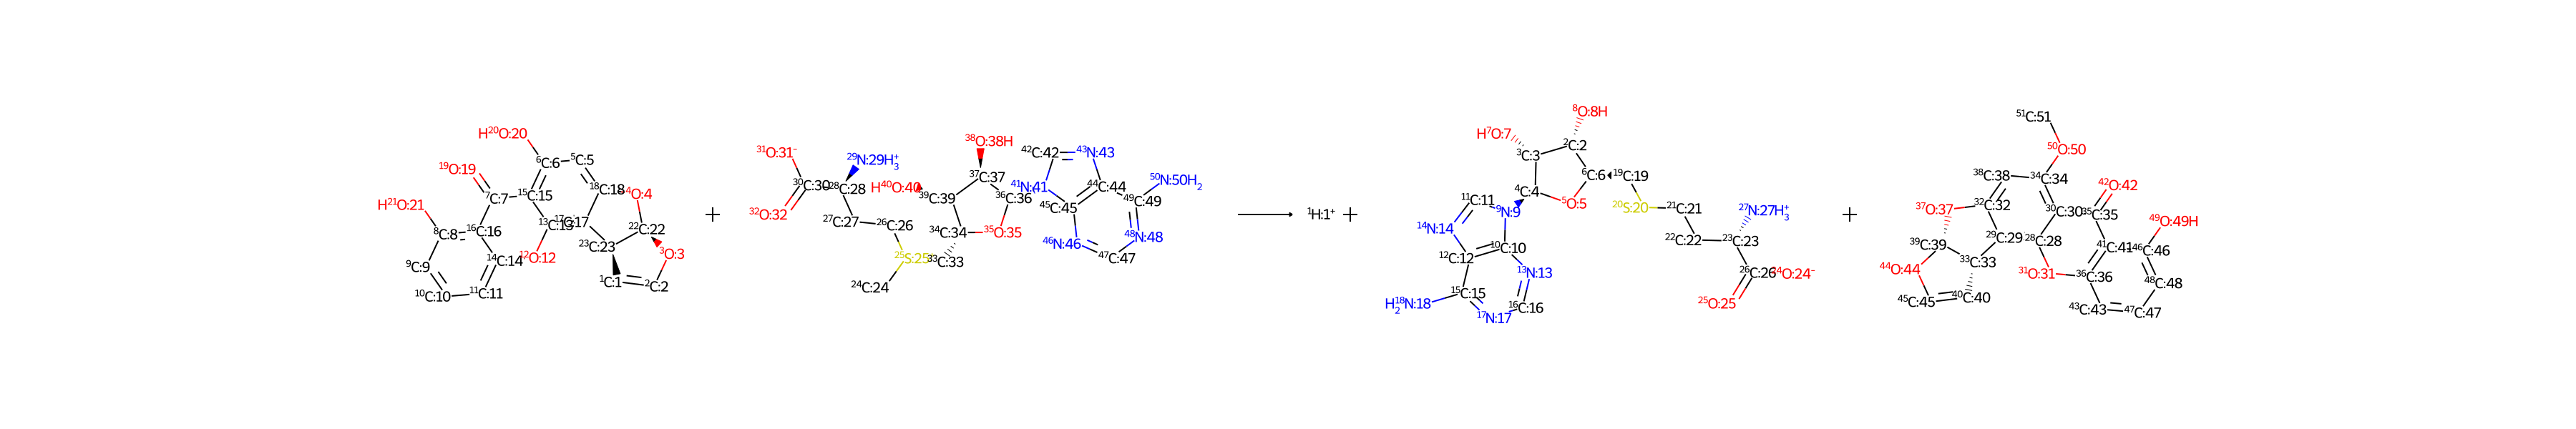 ⁵¹C:51
H²⁰O:20 ¹⁹O:19 ⁶C:6 ⁵C:5 ⁷C:7 ¹⁵C:15 ¹⁸C:18 ⁴O:4 H²¹O:21 ⁸C:8 ¹⁶C:16 ¹³C:13 ¹⁷C:17 ²²C:22 ²³C:23 ³O:3 ⁹C:9 ¹⁴C:14 ¹²O:12 ¹⁰C:10 ¹¹C:11 ¹C:1 ²C:2
+
³¹O:31⁻ ²⁹N:29H₃⁺ ³⁰C:30 ²⁸C:28 ³²O:32 H⁴⁰O:40 ³⁸O:38H ³⁷C:37 ³⁹C:39 ³⁶C:36 ²⁷C:27 ²⁶C:26 ³⁴C:34 ³⁵O:35 ²⁵S:25 ³³C:33 ²⁴C:24 ⁴²C:42 ⁴³N:43 ⁴¹N:41 ⁴⁴C:44 ⁴⁵C:45 ⁴⁹C:49 ⁵⁰N:50H₂ ⁴⁶N:46 ⁴⁸N:48 ⁴⁷C:47
¹H:1⁺ +
⁸O:8H H⁷O:7 ²C:2 ³C:3 ⁶C:6 ¹⁹C:19 ⁴C:4 ⁵O:5 ¹¹C:11 ⁹N:9 ²⁰S:20 ²¹C:21 ²⁷N:27H₃⁺ ¹⁴N:14 ¹⁰C:10 ²²C:22 ²³C:23 ¹²C:12 ¹³N:13 ²⁶C:26 ²⁴O:24⁻ H₂¹⁸N:18 ¹⁵C:15 ¹⁶C:16 ¹⁷N:17 ²⁵O:25
+
⁵⁰O:50 ³⁸C:38 ³⁴C:34 ⁴²O:42 ³⁷O:37 ³²C:32 ³⁰C:30 ³⁵C:35 ⁴⁹O:49H ³⁹C:39 ²⁹C:29 ²⁸C:28 ⁴¹C:41 ⁴⁶C:46 ⁴⁴O:44 ³³C:33 ³¹O:31 ³⁶C:36 ⁴⁸C:48 ⁴⁵C:45 ⁴⁰C:40 ⁴³C:43 ⁴⁷C:47